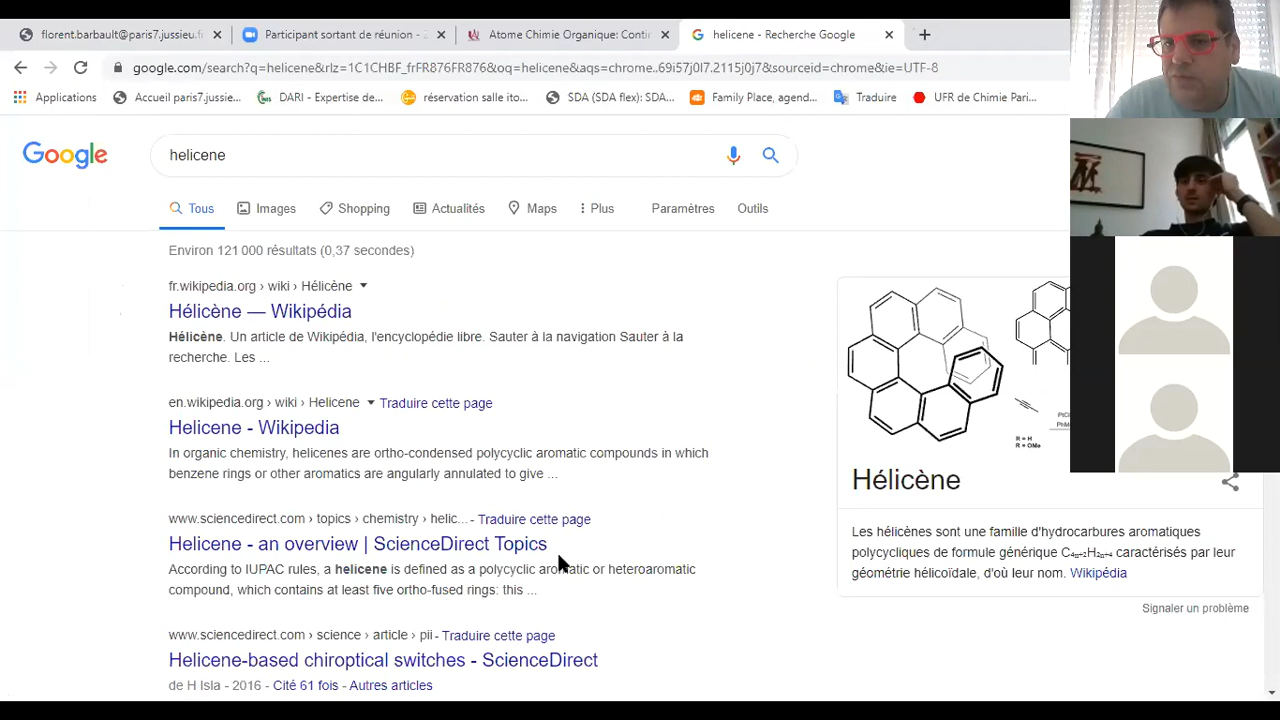 florent.barbault@paris7.jussieu.f
Participant sortant de réunion - 2
Atome Chimie Organique: Conti
helicene - Recherche Google
google.com/search?q=helicene&rlz=1C1CHBF_frFR876FR876&oq=helicene&aqs=chrome..69i57j0l7.2115j0j7&sourceid=chrome&ie=UTF-8
Applications
Accueil paris7.jussie...
DARI - Expertise de...
réservation salle ito...
SDA (SDA flex): SDA...
Family Place, agend...
Traduire
UFR de Chimie Pari...
Google
helicene
Tous
Images
Shopping
Actualités
Maps
Plus
Paramètres
Outils
Environ 121 000 résultats (0,37 secondes)
fr.wikipedia.org › wiki › Hélicène
Hélicène — Wikipédia
Hélicène. Un article de Wikipédia, l'encyclopédie libre. Sauter à la navigation Sauter à la
recherche. Les ...
en.wikipedia.org › wiki › Helicene Traduire cette page
Helicene - Wikipedia
In organic chemistry, helicenes are ortho-condensed polycyclic aromatic compounds in which
benzene rings or other aromatics are angularly annulated to give ...
www.sciencedirect.com › topics › chemistry › helic... - Traduire cette page
Helicene - an overview | ScienceDirect Topics
According to IUPAC rules, a helicene is defined as a polycyclic aromatic or heteroaromatic
compound, which contains at least five ortho-fused rings: this ...
www.sciencedirect.com › science › article › pii - Traduire cette page
Helicene-based chiroptical switches - ScienceDirect
de H Isla - 2016 - Cité 61 fois - Autres articles
R = H
R = OMe
Hélicène
Les hélicènes sont une famille d'hydrocarbures aromatiques
polycycliques de formule générique C₄ₙ₊₂H₂ₙ₊₄ caractérisés par leur
géométrie hélicoïdale, d'où leur nom. Wikipédia
Signaler un problème